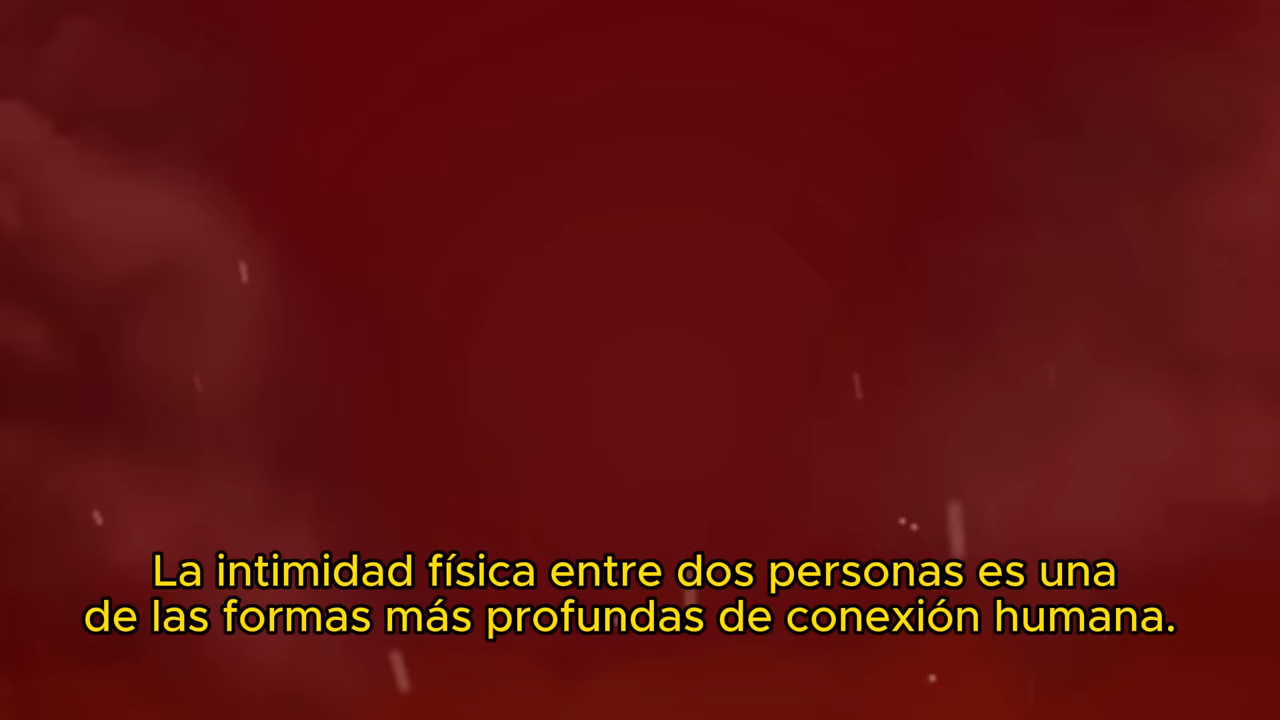 La intimidad física entre dos personas es una
de las formas más profundas de conexión humana.